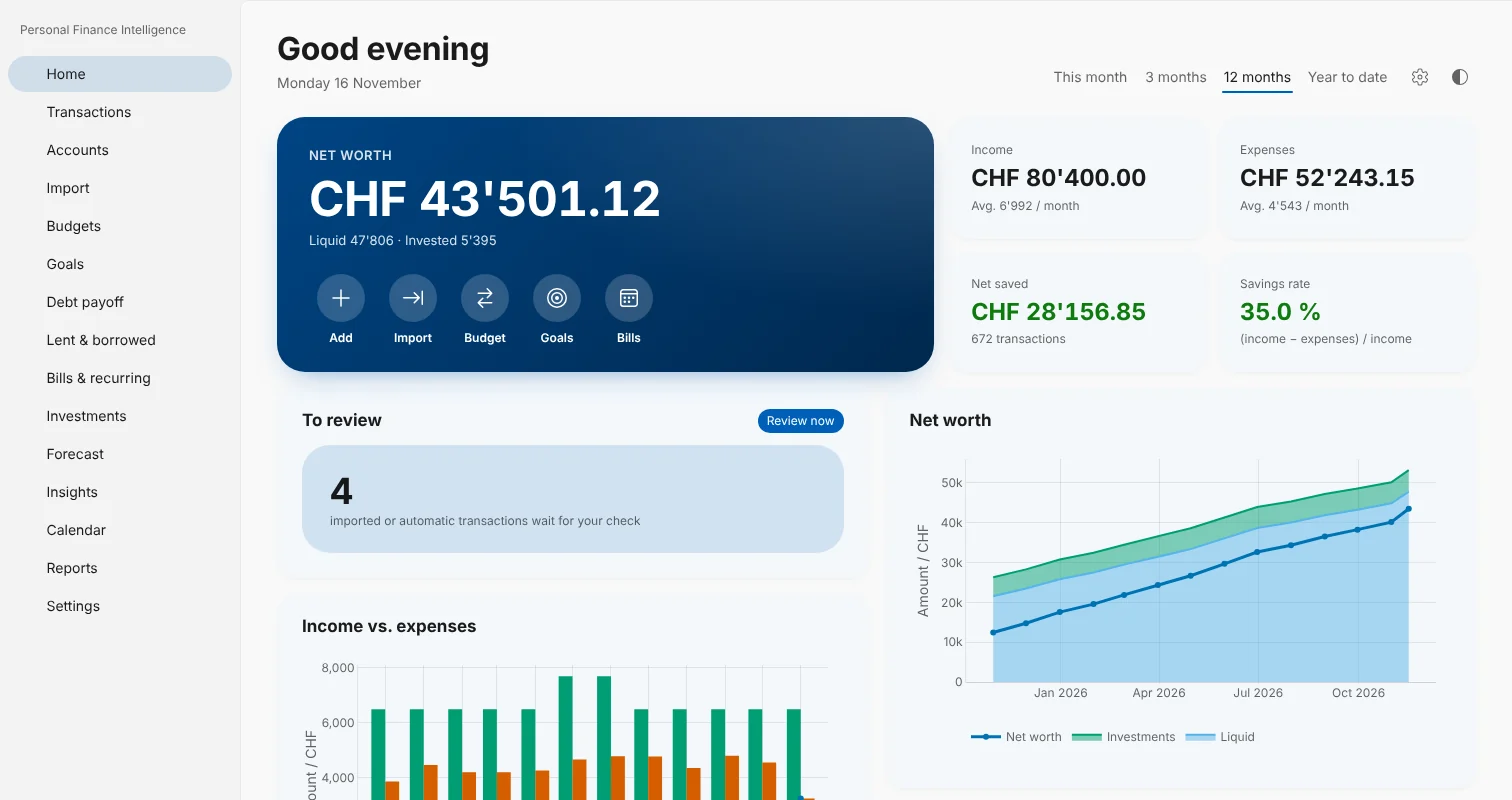 Personal Finance Intelligence
Home
Transactions
Accounts
Import
Budgets
Goals
Debt payoff
Lent & borrowed
Bills & recurring
Investments
Forecast
Insights
Calendar
Reports
Settings
Good evening
Monday 16 November
This month
3 months
12 months
Year to date
NET WORTH
CHF 43'501.12
Liquid 47'806 · Invested 5'395
Add
Import
Budget
Goals
Bills
Income
CHF 80'400.00
Avg. 6'992 / month
Expenses
CHF 52'243.15
Avg. 4'543 / month
Net saved
CHF 28'156.85
672 transactions
Savings rate
35.0 %
(income − expenses) / income
To review
Review now
4
imported or automatic transactions wait for your check
Income vs. expenses
8,000
6,000
4,000
ount / CHF
Net worth
Amount / CHF
50k
40k
30k
20k
10k
0
Jan 2026
Apr 2026
Jul 2026
Oct 2026
Net worth
Investments
Liquid